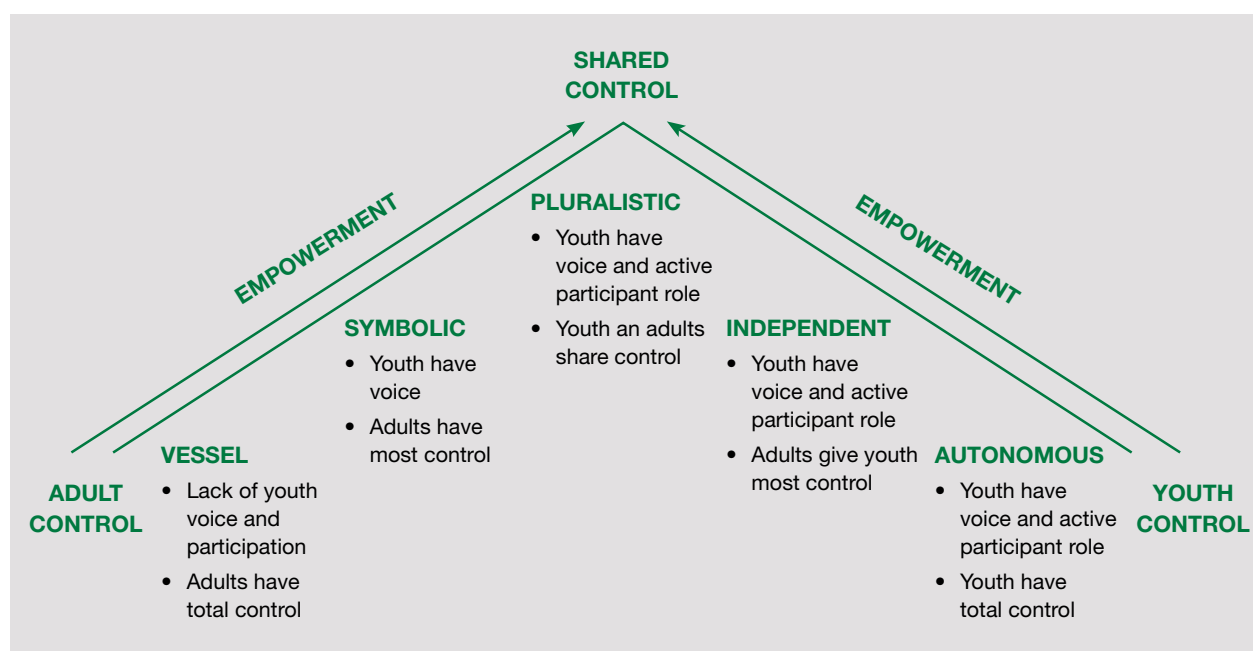 SHARED
CONTROL
EMPOWERMENT
EMPOWERMENT
PLURALISTIC
• Youth have
voice and active
participant role
• Youth an adults
share control
SYMBOLIC
• Youth have
voice
• Adults have
most control
INDEPENDENT
• Youth have
voice and active
participant role
• Adults give youth
most control
ADULT
CONTROL
VESSEL
• Lack of youth
voice and
participation
• Adults have
total control
AUTONOMOUS
• Youth have
voice and active
participant role
• Youth have
total control
YOUTH
CONTROL